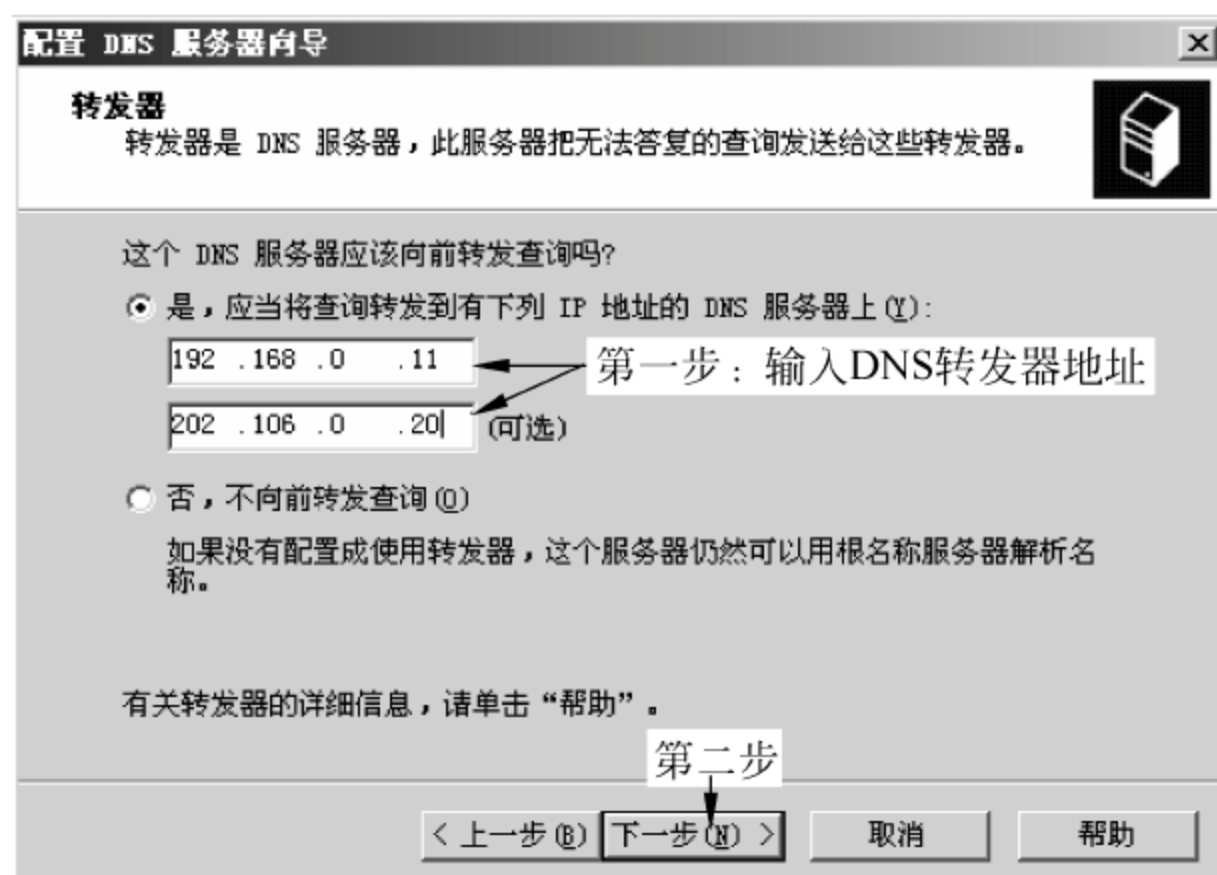 配置 DNS 服务器向导
转发器
转发器是 DNS 服务器，此服务器把无法答复的查询发送给这些转发器。
这个 DNS 服务器应该向前转发查询吗?
是，应当将查询转发到有下列 IP 地址的 DNS 服务器上(Y):
192 .168 .0 .11
第一步：输入DNS转发器地址
202 .106 .0 .20
(可选)
否，不向前转发查询(O)
如果没有配置成使用转发器，这个服务器仍然可以用根名称服务器解析名
称。
有关转发器的详细信息，请单击“帮助”。
第二步
< 上一步(B) 下一步(N) > 取消 帮助